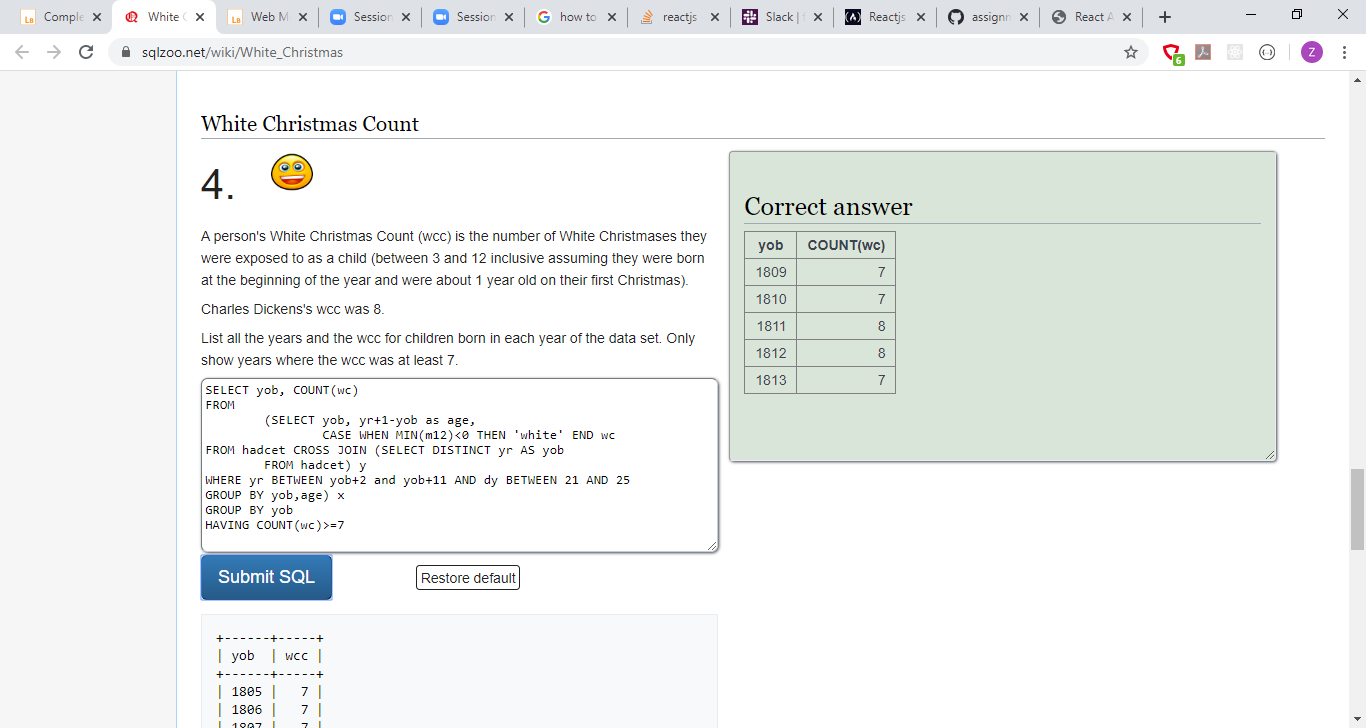 Comple
White C
Web M
Session
Session
how to
reactjs
Slack |
Reactjs
assignm
React A
sqlzoo.net/wiki/White_Christmas
6
Z
White Christmas Count
4.
A person's White Christmas Count (wcc) is the number of White Christmases they
were exposed to as a child (between 3 and 12 inclusive assuming they were born
at the beginning of the year and were about 1 year old on their first Christmas).
Charles Dickens's wcc was 8.
List all the years and the wcc for children born in each year of the data set. Only
show years where the wcc was at least 7.
SELECT yob, COUNT(wc)
FROM
(SELECT yob, yr+1-yob as age,
CASE WHEN MIN(m12)<0 THEN 'white' END wc
FROM hadcet CROSS JOIN (SELECT DISTINCT yr AS yob
FROM hadcet) y
WHERE yr BETWEEN yob+2 and yob+11 AND dy BETWEEN 21 AND 25
GROUP BY yob,age) x
GROUP BY yob
HAVING COUNT(wc)>=7
Submit SQL
Restore default
+------+-----+
| yob | wcc |
+------+-----+
| 1805 | 7 |
| 1806 | 7 |
| 1807 | 7 |
Correct answer
yob COUNT(wc)
1809 7
1810 7
1811 8
1812 8
1813 7